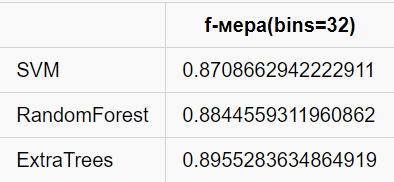 f-мера(bins=32)
SVM 0.8708662942222911
RandomForest 0.8844559311960862
ExtraTrees 0.8955283634864919